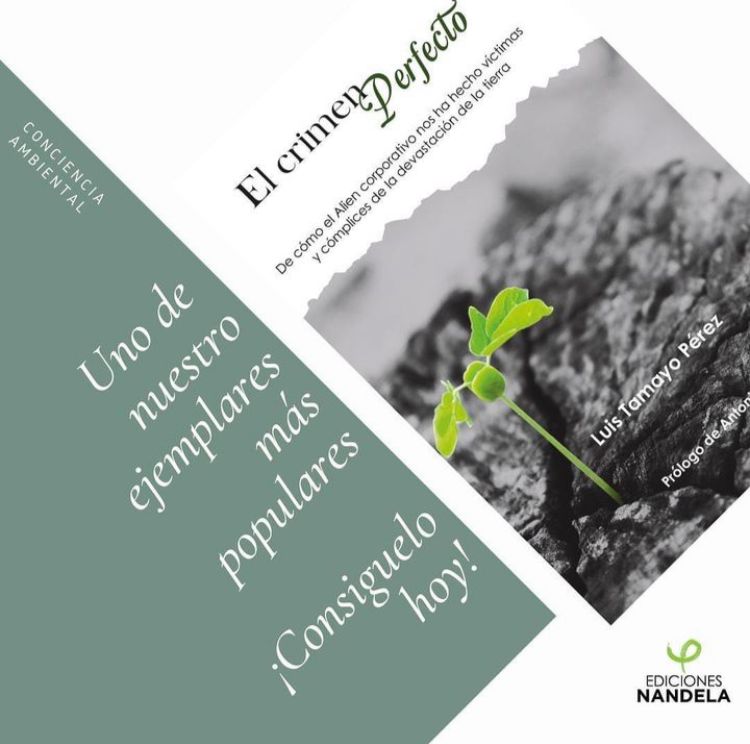 CONCIENCIA
AMBIENTAL
Uno de
nuestro
ejemplares
más
populares
¡Consiguelo
hoy!
El crimen
Perfecto
De cómo el Alien corporativo nos ha hecho víctimas
y cómplices de la devastación de la tierra
Luis Tamayo Pérez
Prólogo de
EDICIONES
NANDELA